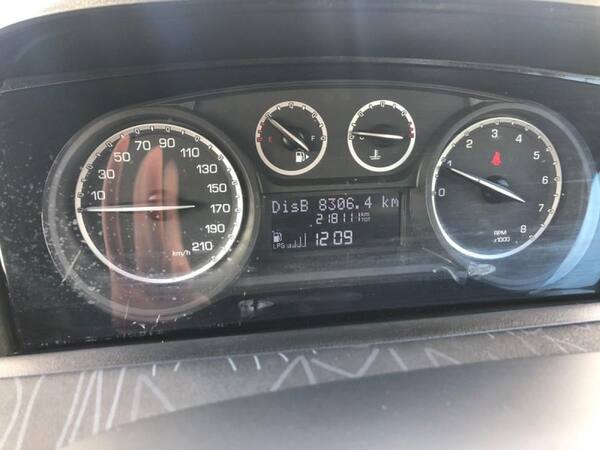 10 30 50 70 90 110 130 150 170 190 210
km/h
E F
C
DisB 8306.4 km
21811 km TOT
LPG 12:09
0 1 2 3 4 5 6 7 8
RPM
x1000